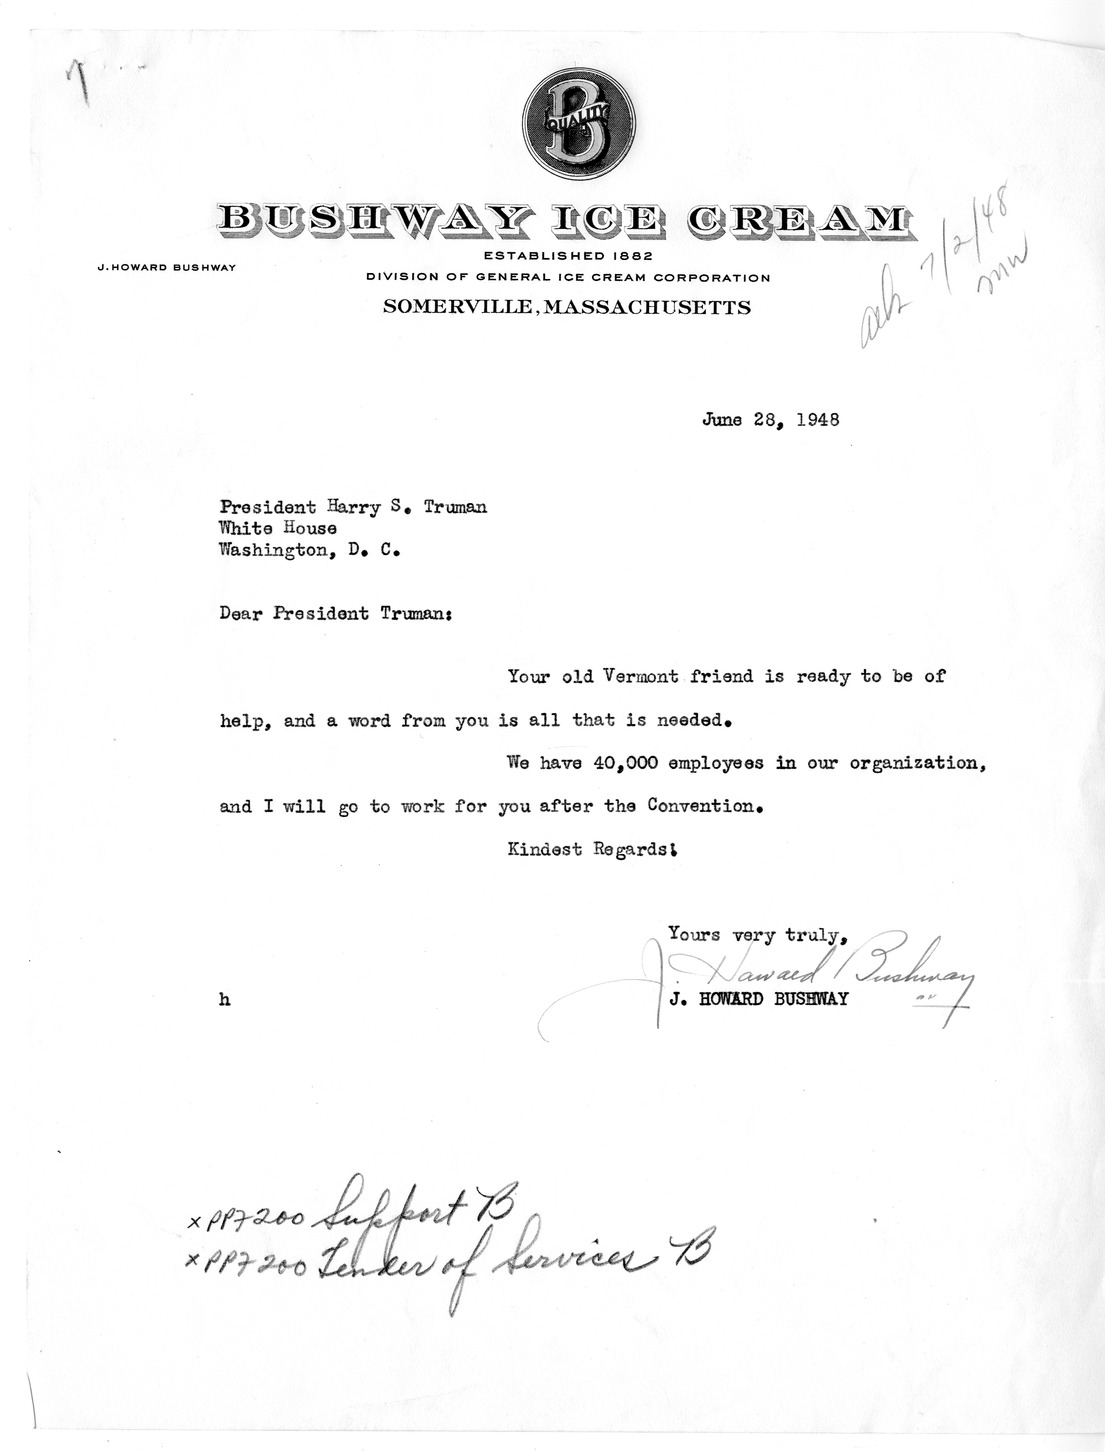 B
QUALITY
BUSHWAY ICE CREAM
ESTABLISHED 1882
J. HOWARD BUSHWAY
DIVISION OF GENERAL ICE CREAM CORPORATION
SOMERVILLE, MASSACHUSETTS
ack 7/2/48
mw
June 28, 1948
President Harry S. Truman
White House
Washington, D. C.
Dear President Truman:
Your old Vermont friend is ready to be of
help, and a word from you is all that is needed.
We have 40,000 employees in our organization,
and I will go to work for you after the Convention.
Kindest Regards!
Yours very truly,
J. Howard Bushway
h
J. HOWARD BUSHWAY
x PPF 200 Support B
x PPF 200 Tender of Services B